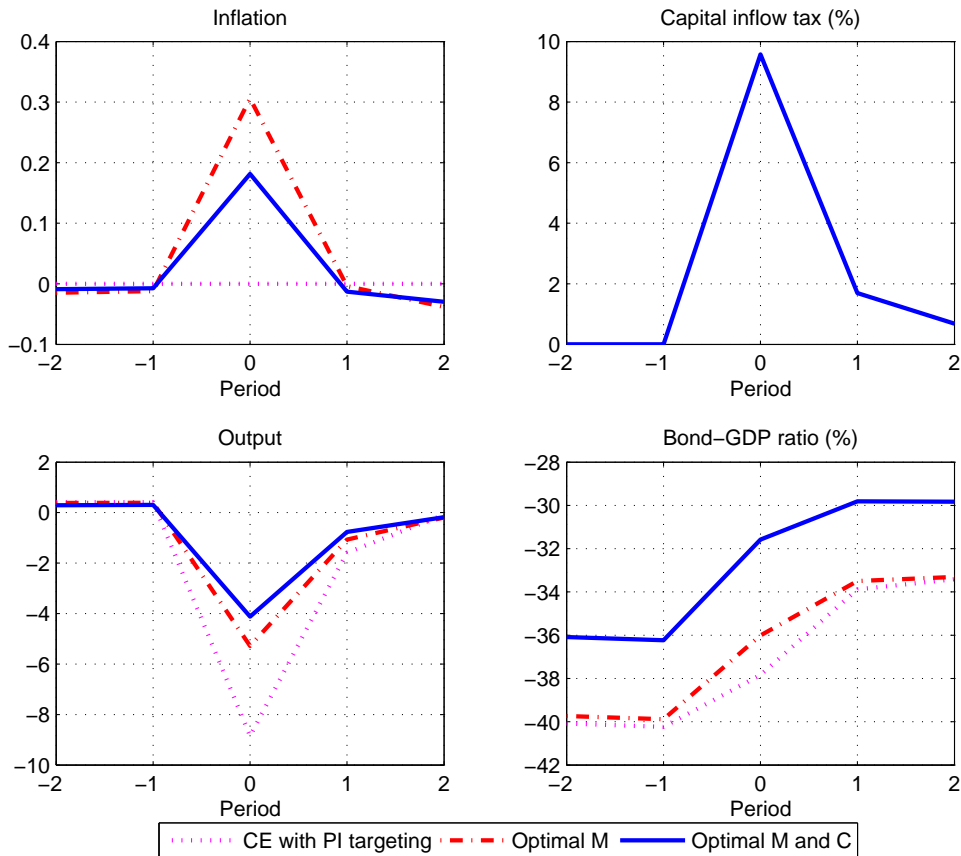 Inflation
0.4
0.3
0.2
0.1
0
−0.1
−2 −1 0 1 2
Period
Capital inflow tax (%)
10
8
6
4
2
0
−2 −1 0 1 2
Period
Output
2
0
−2
−4
−6
−8
−10
−2 −1 0 1 2
Period
Bond−GDP ratio (%)
−28
−30
−32
−34
−36
−38
−40
−42
−2 −1 0 1 2
Period
CE with PI targeting Optimal M Optimal M and C